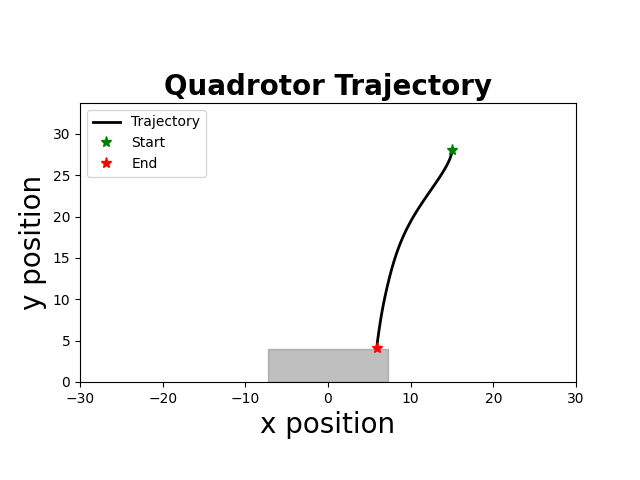 Quadrotor Trajectory
Trajectory
Start
End
y position
30
25
20
15
10
5
0
−30
−20
−10
0
10
20
30
x position